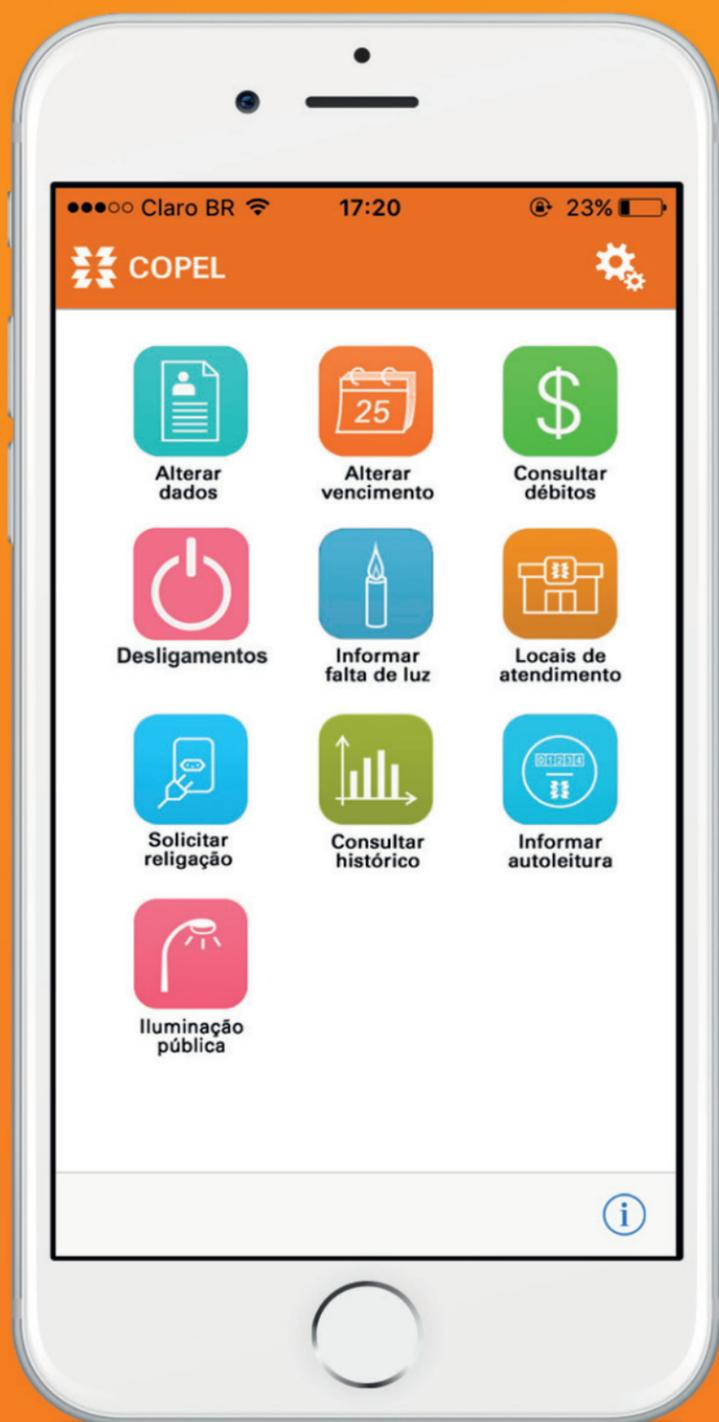 Claro BR 17:20 23%
COPEL
25
$
Alterar
dados
Alterar
vencimento
Consultar
débitos
Desligamentos
Informar
falta de luz
Locais de
atendimento
01234
Solicitar
religação
Consultar
histórico
Informar
autoleitura
Iluminação
pública
i